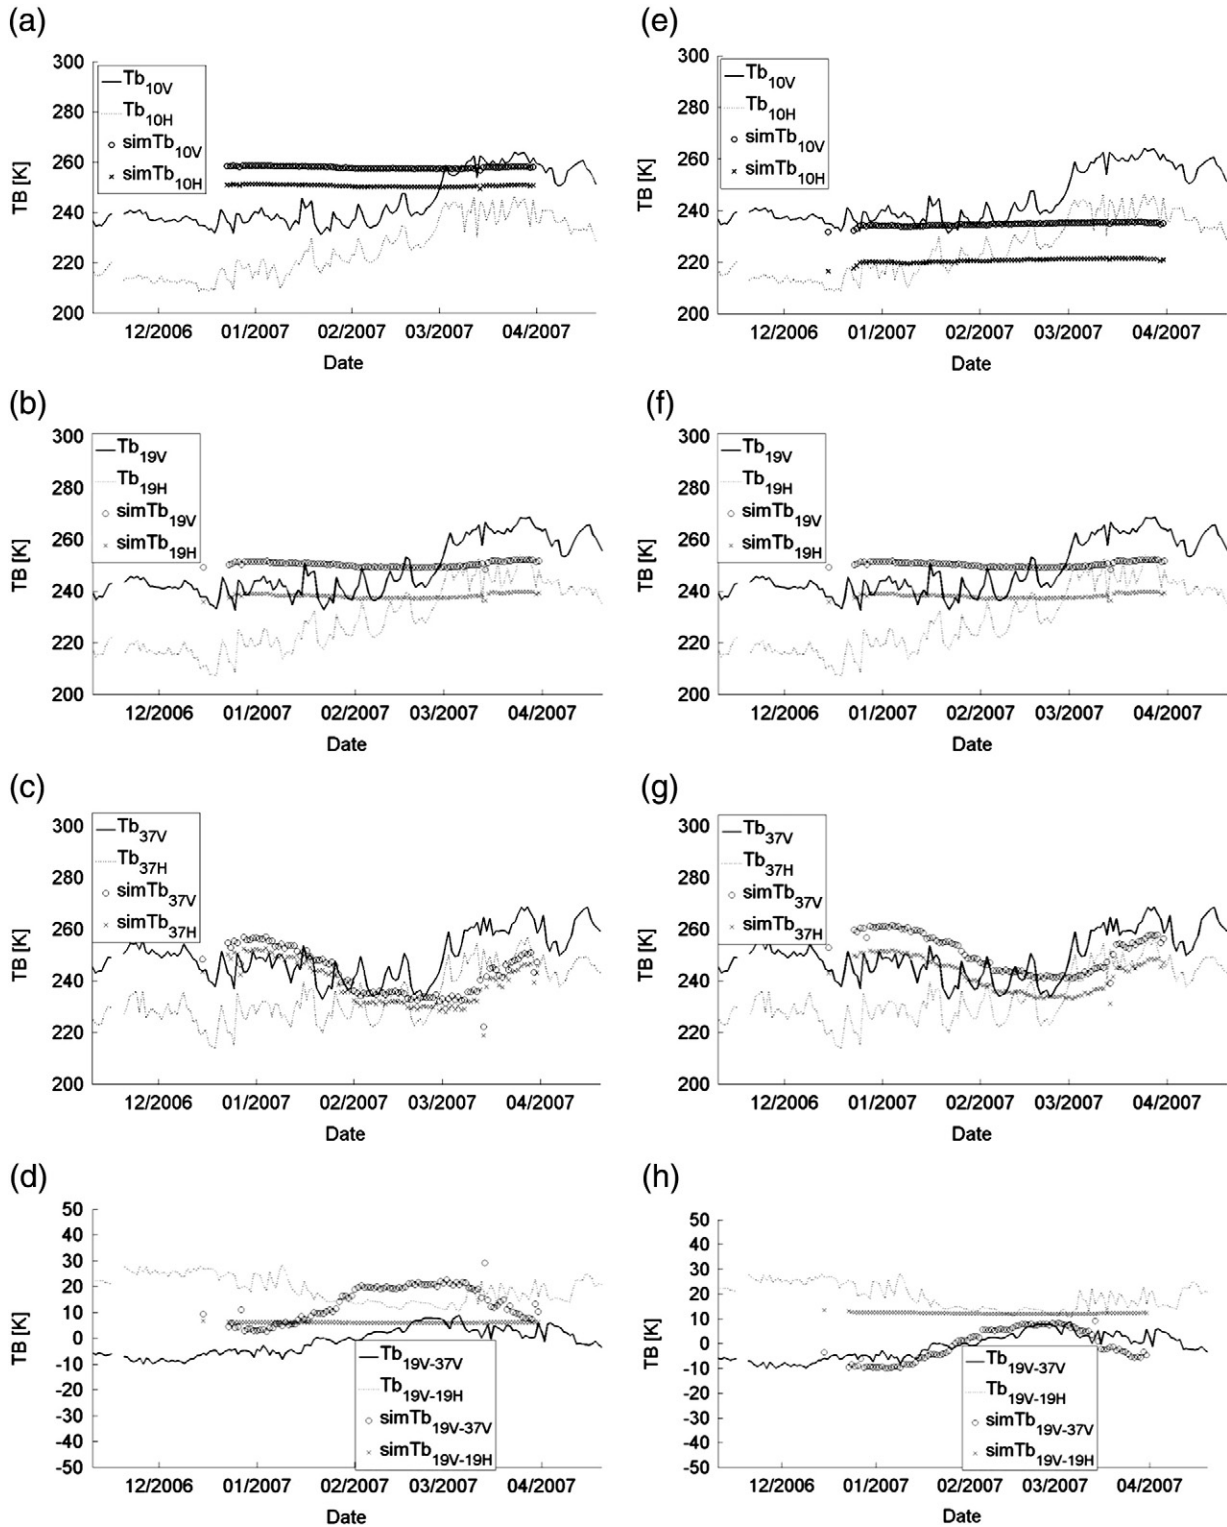 (a)
300
280
260
240
220
200
TB [K]
Tb10V
Tb10H
simTb10V
simTb10H
12/2006 01/2007 02/2007 03/2007 04/2007
Date
(e)
300
280
260
240
220
200
TB [K]
Tb10V
Tb10H
simTb10V
simTb10H
12/2006 01/2007 02/2007 03/2007 04/2007
Date
(b)
300
280
260
240
220
200
TB [K]
Tb19V
Tb19H
simTb19V
simTb19H
12/2006 01/2007 02/2007 03/2007 04/2007
Date
(f)
300
280
260
240
220
200
TB [K]
Tb19V
Tb19H
simTb19V
simTb19H
12/2006 01/2007 02/2007 03/2007 04/2007
Date
(c)
300
280
260
240
220
200
TB [K]
Tb37V
Tb37H
simTb37V
simTb37H
12/2006 01/2007 02/2007 03/2007 04/2007
Date
(g)
300
280
260
240
220
200
TB [K]
Tb37V
Tb37H
simTb37V
simTb37H
12/2006 01/2007 02/2007 03/2007 04/2007
Date
(d)
50
40
30
20
10
0
-10
-20
-30
-40
-50
TB [K]
Tb19V-37V
Tb19V-19H
simTb19V-37V
simTb19V-19H
12/2006 01/2007 02/2007 03/2007 04/2007
Date
(h)
50
40
30
20
10
0
-10
-20
-30
-40
-50
TB [K]
Tb19V-37V
Tb19V-19H
simTb19V-37V
simTb19V-19H
12/2006 01/2007 02/2007 03/2007 04/2007
Date